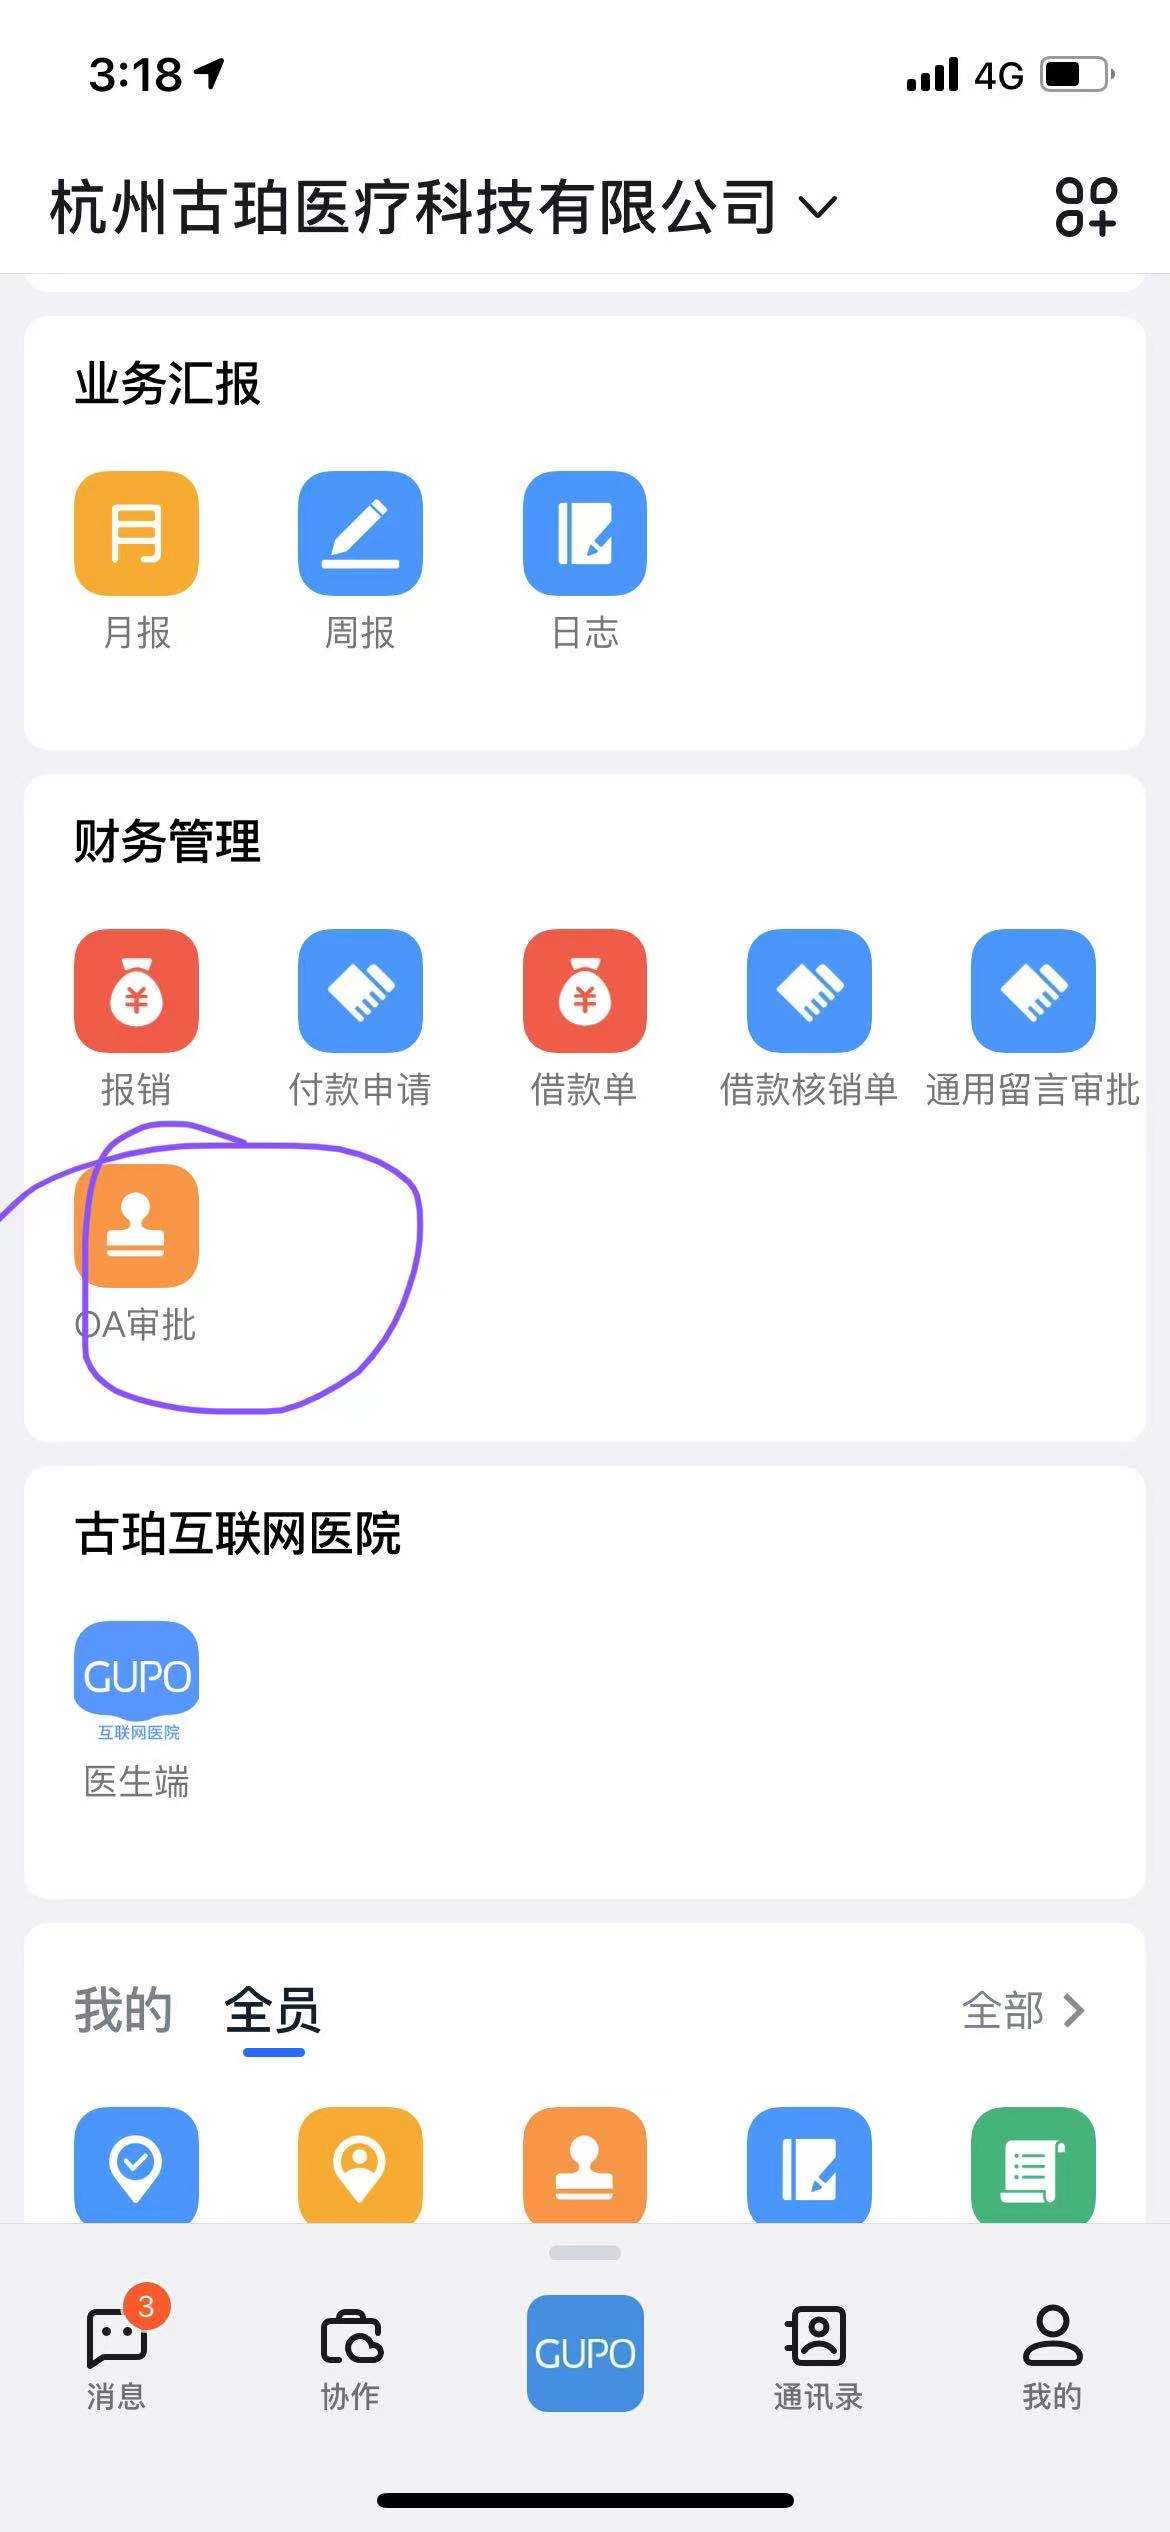 3:18
4G
杭州古珀医疗科技有限公司
业务汇报
月
月报
周报
日志
财务管理
¥
¥
报销
付款申请
借款单
借款核销单
通用留言审批
OA审批
古珀互联网医院
GUPO
互联网医院
医生端
我的
全员
全部
3
消息
协作
GUPO
通讯录
我的